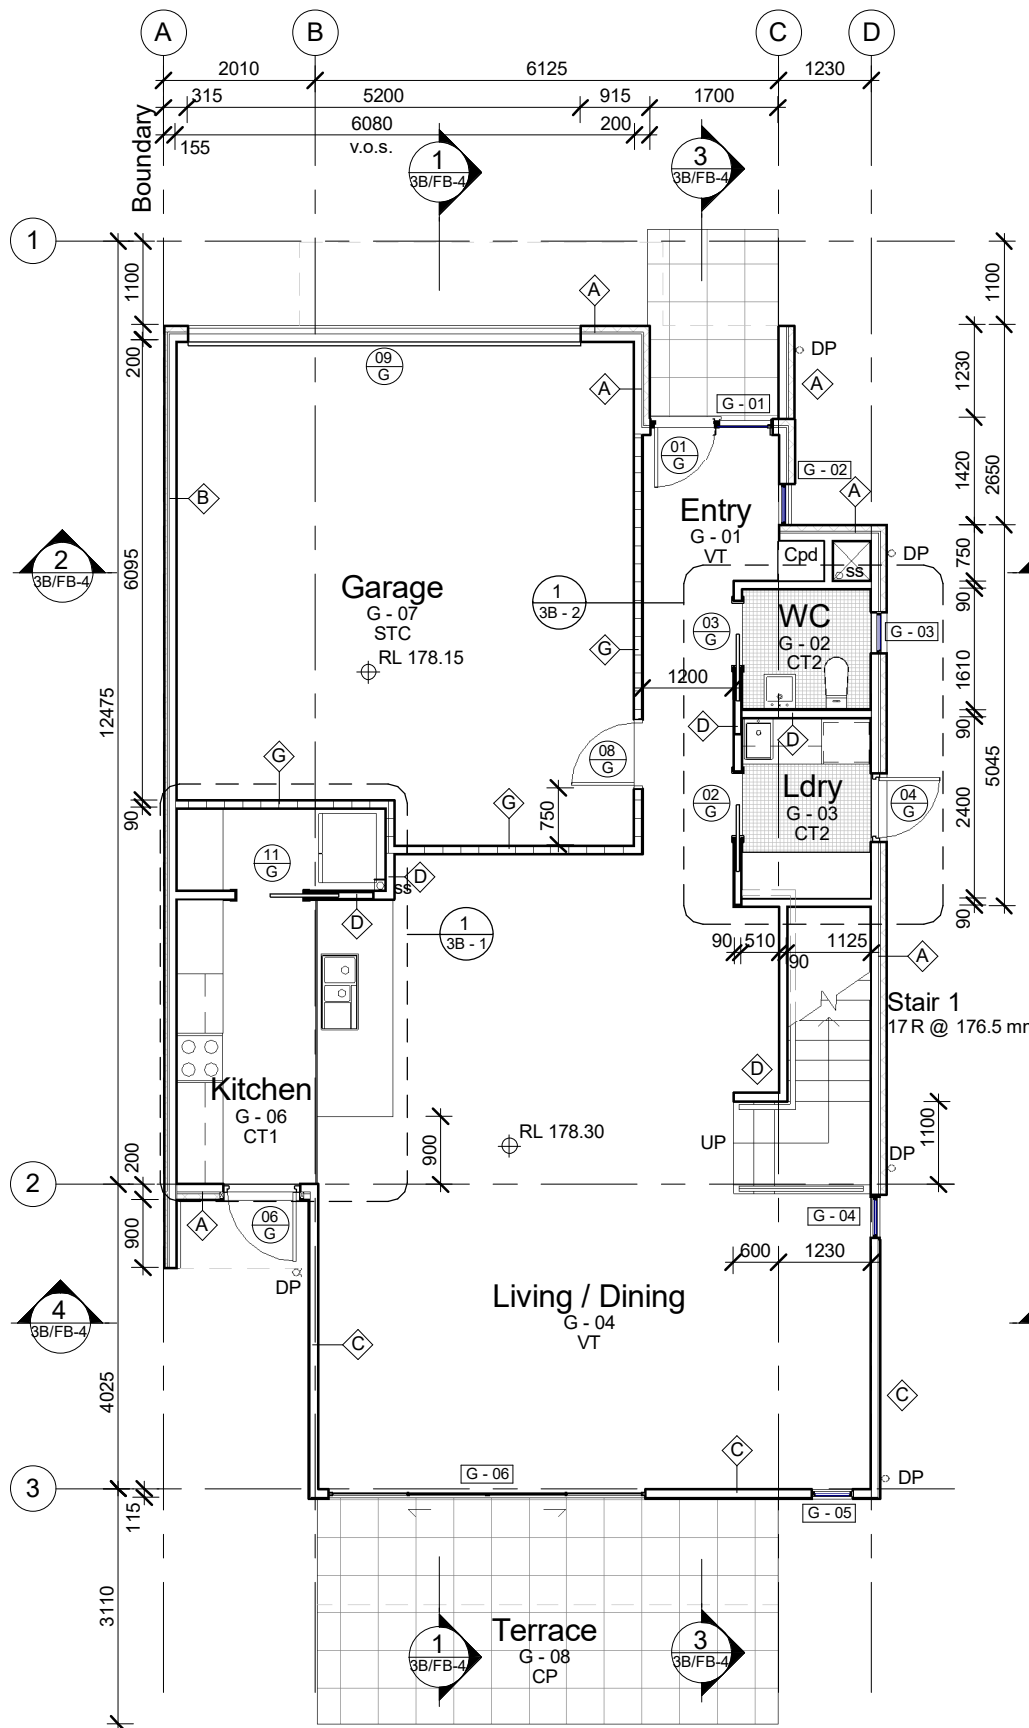 A
B
C
D
2010
6125
1230
315
5200
915
1700
6080
200
v.o.s.
155
Boundary
1
3B/FB-4
3
3B/FB-4
1
1100
1100
A
200
09
G
DP
1230
A
A
G - 01
01
G
G - 02
1420
2650
B
A
Entry
G - 01
VT
2
3B/FB-4
Cpd
ss
DP
750
6095
Garage
G - 07
STC
RL 178.15
1
3B - 2
90
WC
G - 02
CT2
03
G
G - 03
G
1610
1200
12475
D
D
90
08
G
5045
G
Ldry
G - 03
CT2
02
G
04
G
2400
90
G
750
11
G
D
ss
D
90
1
3B - 1
90
510
1125
90
A
Stair 1
17 R @ 176.5 mm
Kitchen
G - 06
CT1
D
RL 178.30
900
UP
1100
DP
200
2
A
06
G
G - 04
900
600
1230
DP
Living / Dining
G - 04
VT
4
3B/FB-4
C
4025
C
C
G - 06
DP
3
G - 05
115
3110
Terrace
G - 08
CP
1
3B/FB-4
3
3B/FB-4